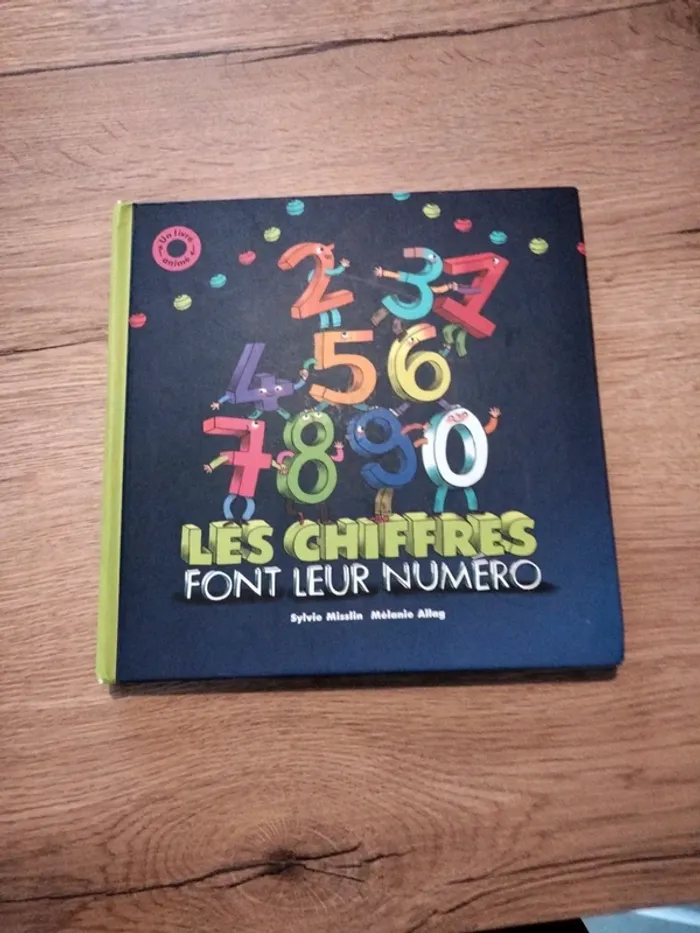 Un livre
animé
2 3 1
4 5 6
7 8 9 0
LES CHIFFRES
FONT LEUR NUMÉRO
Sylvie Misslin Mélanie Allag